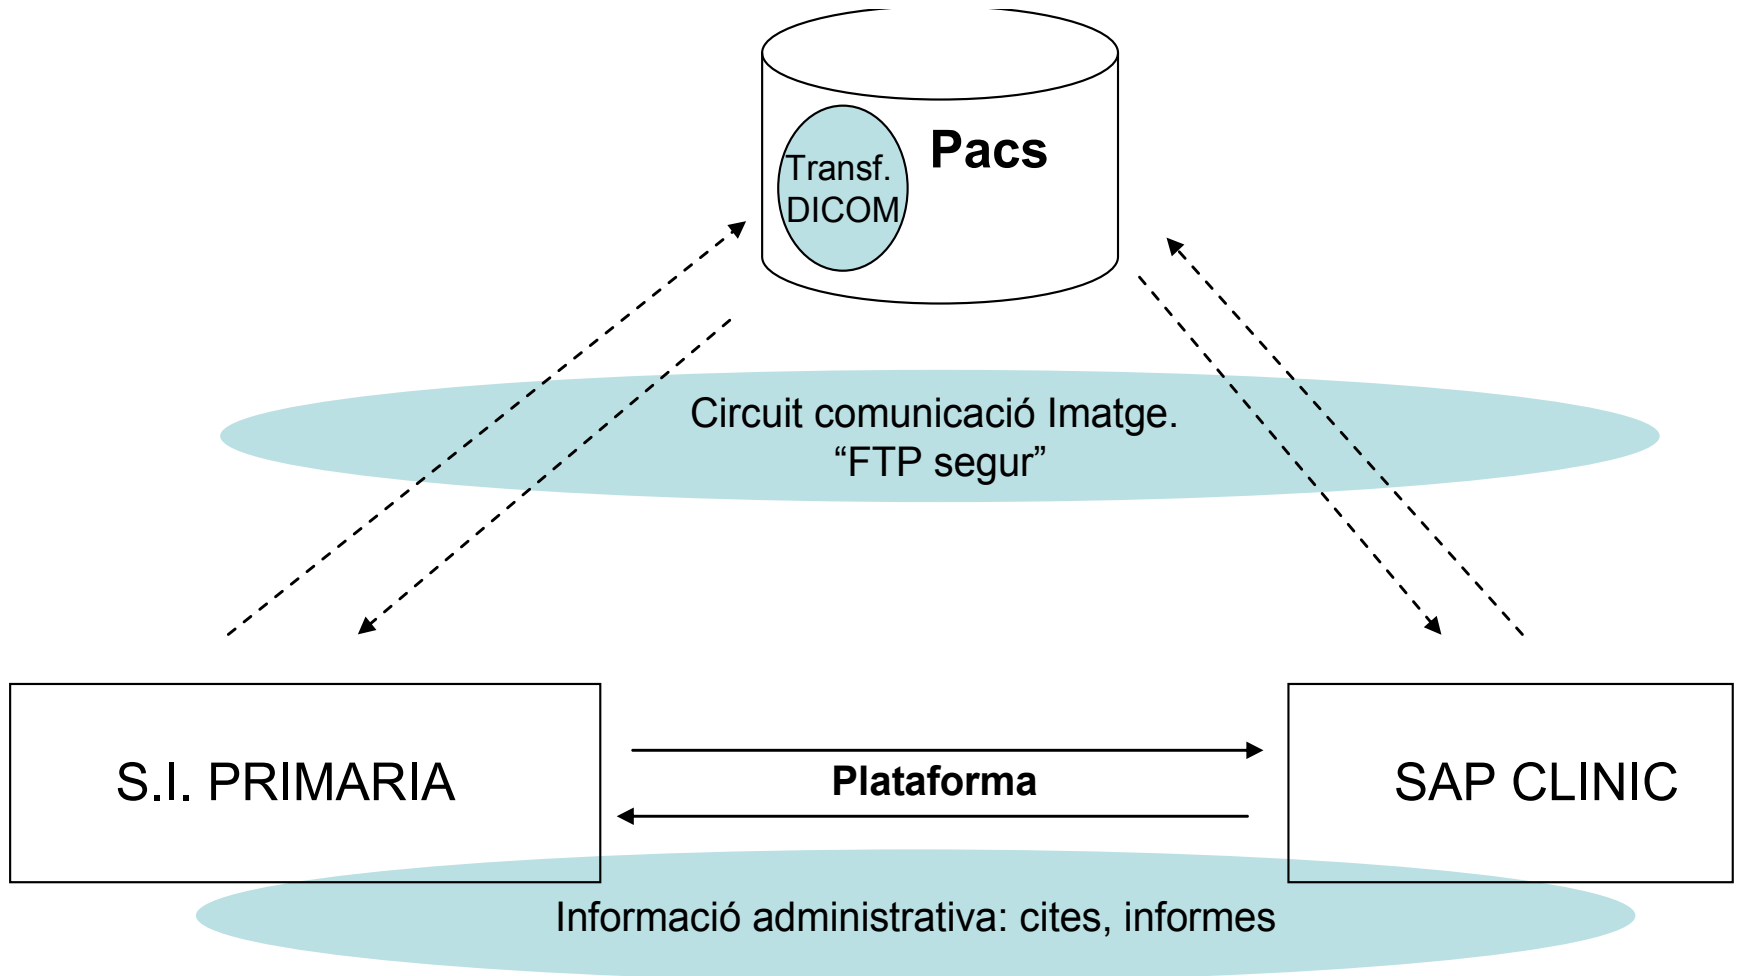 Pacs
Transf.
DICOM
Circuit comunicació Imatge.
“FTP segur”
S.I. PRIMARIA
Plataforma
SAP CLINIC
Informació administrativa: cites, informes